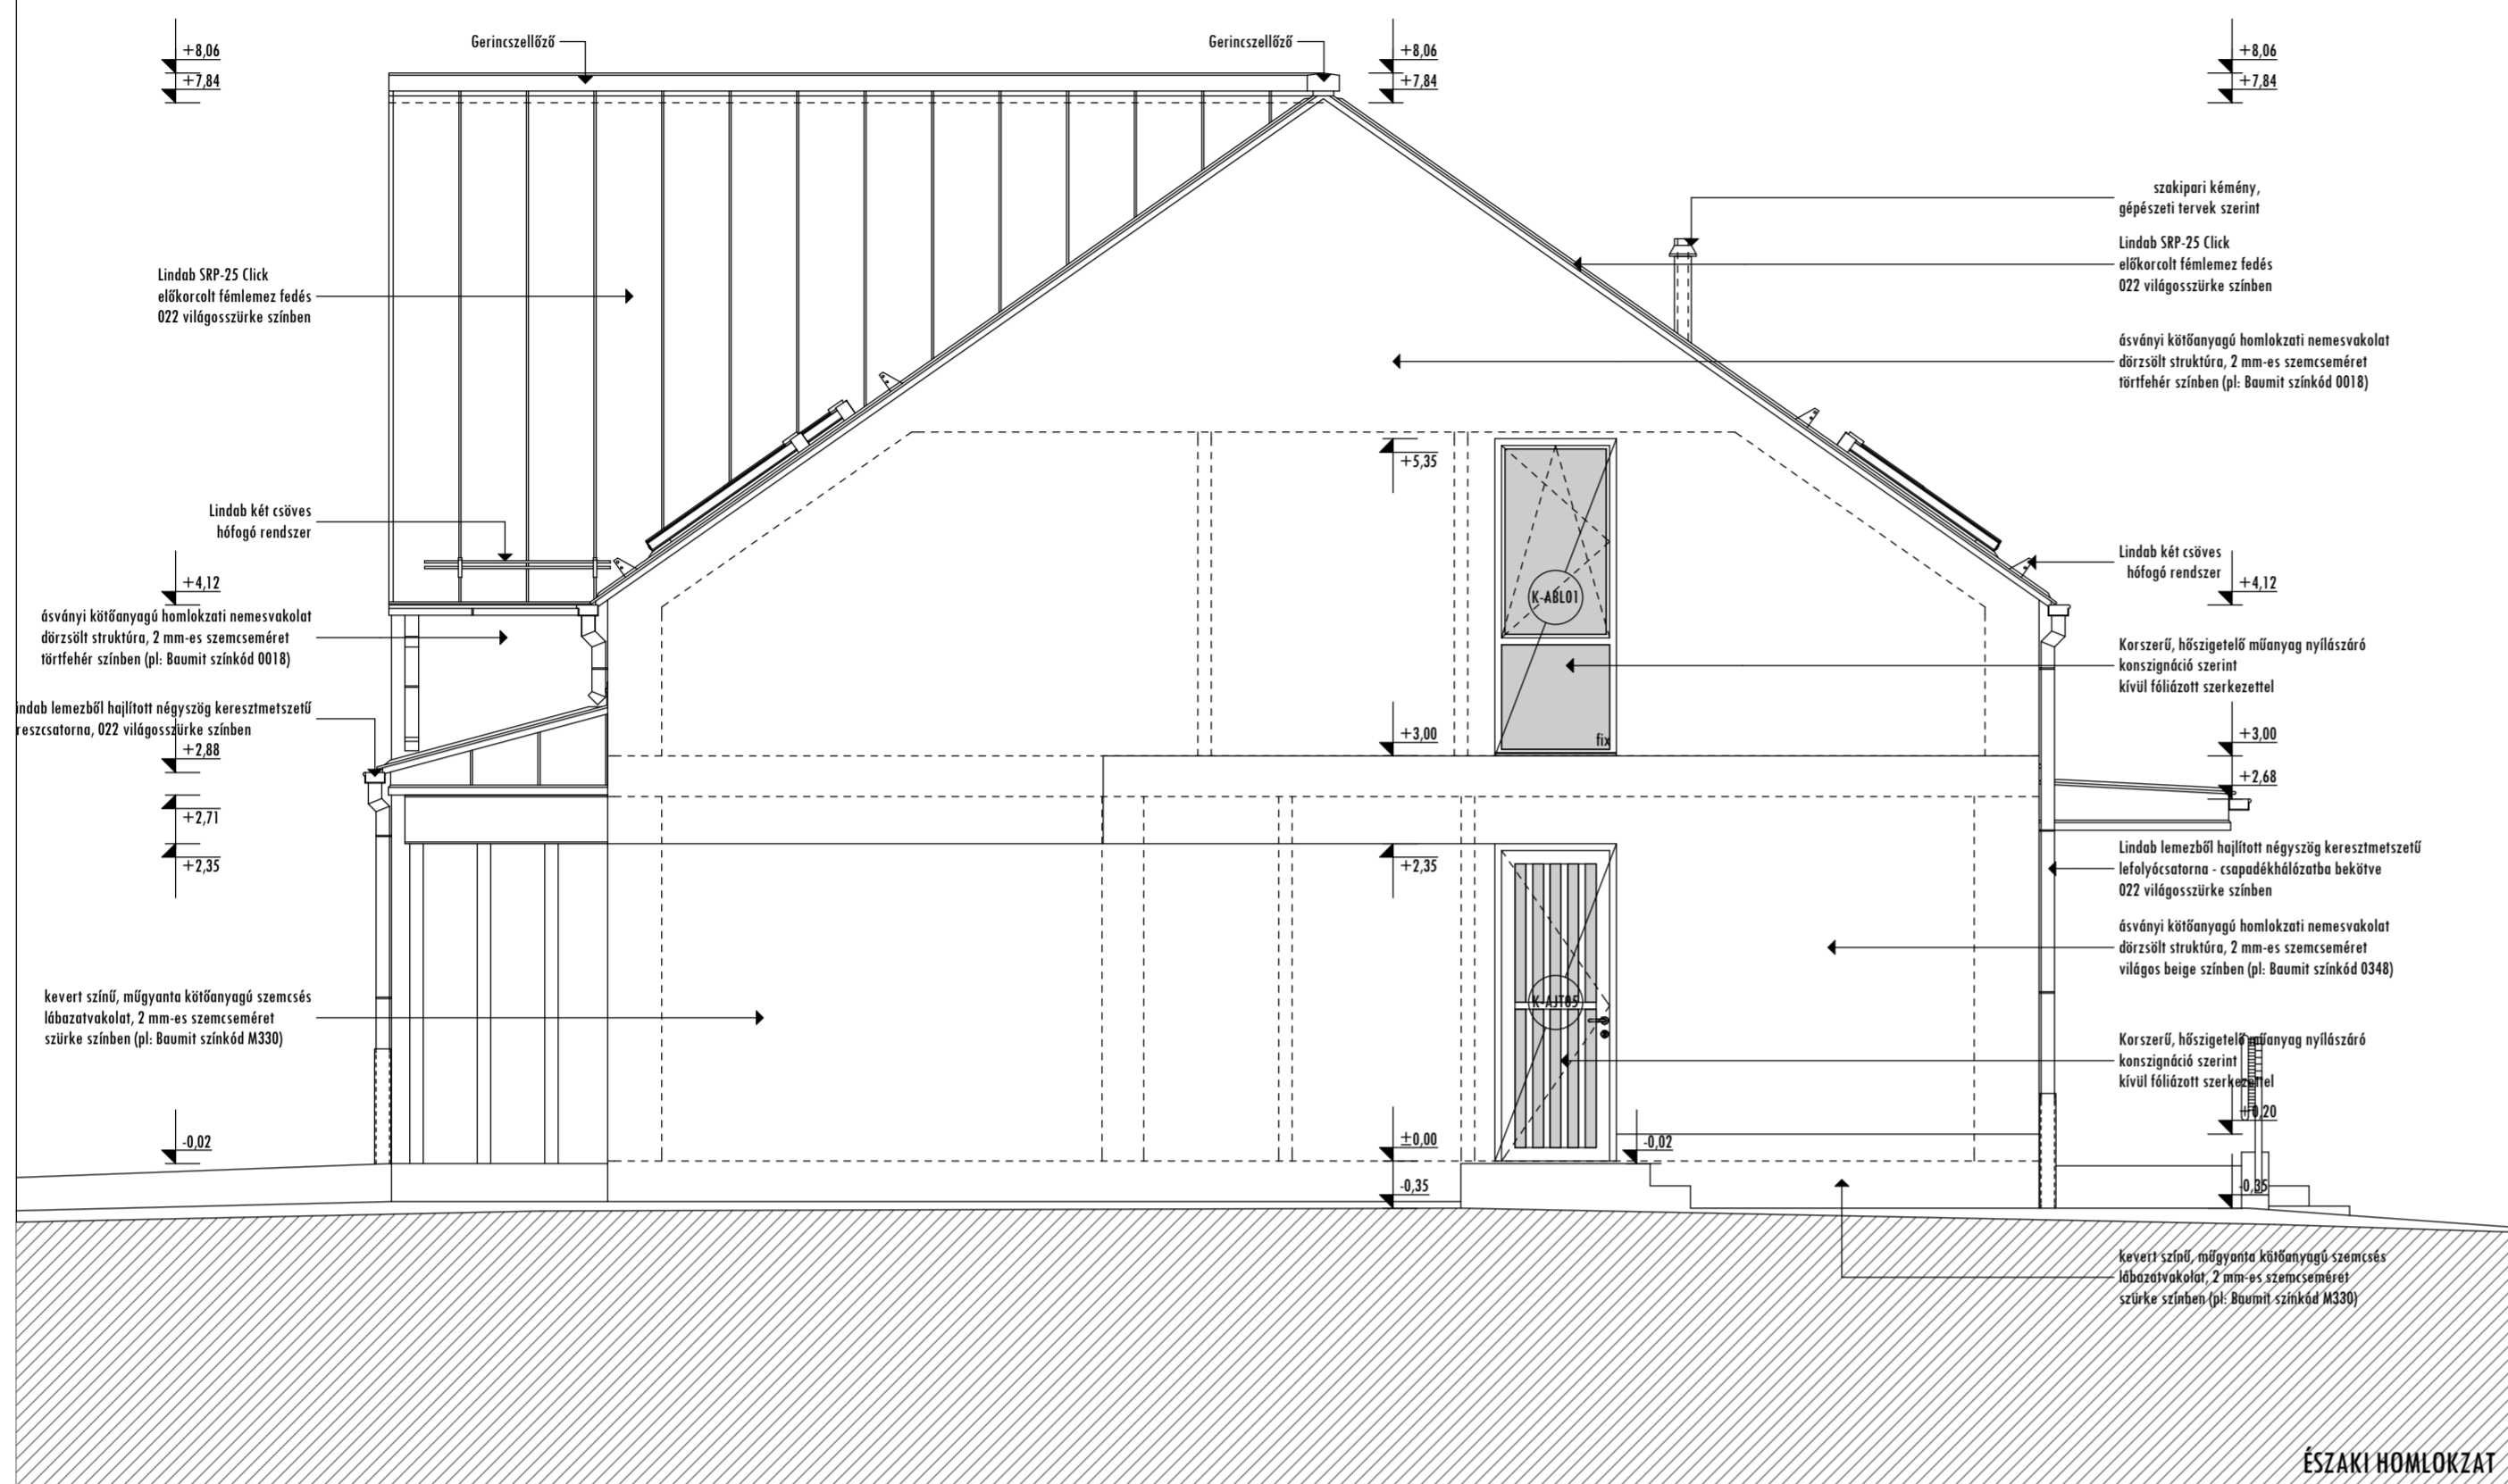 +8,06
+7,84
Gerincszellőző
Gerincszellőző
+8,06
+7,84
+8,06
+7,84
szakipari kémény,
gépészeti tervek szerint
Lindab SRP-25 Click
előkorcolt fémlemez fedés
022 világosszürke színben
Lindab SRP-25 Click
előkorcolt fémlemez fedés
022 világosszürke színben
ásványi kötőanyagú homlokzati nemesvakolat
dörzsölt struktúra, 2 mm-es szemcseméret
törtfehér színben (pl: Baumit színkód 0018)
+5,35
Lindab két csöves
hófogó rendszer
Lindab két csöves
hófogó rendszer
+4,12
+4,12
K-ABL01
ásványi kötőanyagú homlokzati nemesvakolat
dörzsölt struktúra, 2 mm-es szemcseméret
törtfehér színben (pl: Baumit színkód 0018)
Korszerű, hőszigetelő műanyag nyílászáró
konszignáció szerint
kívül fóliázott szerkezettel
indab lemezből hajlított négyszög keresztmetszetű
reszcsatorna, 022 világosszürke színben
+2,88
+3,00
fix
+3,00
+2,68
+2,71
+2,35
+2,35
Lindab lemezből hajlított négyszög keresztmetszetű
lefolyócsatorna - csapadékhálózatba bekötve
022 világosszürke színben
ásványi kötőanyagú homlokzati nemesvakolat
dörzsölt struktúra, 2 mm-es szemcseméret
világos beige színben (pl: Baumit színkód 0348)
kevert színű, műgyanta kötőanyagú szemcsés
lábazatvakolat, 2 mm-es szemcseméret
szürke színben (pl: Baumit színkód M330)
K-AJT05
Korszerű, hőszigetelő műanyag nyílászáró
konszignáció szerint
kívül fóliázott szerkezettel
+0,20
-0,02
±0,00
-0,02
-0,35
-0,35
kevert színű, műgyanta kötőanyagú szemcsés
lábazatvakolat, 2 mm-es szemcseméret
szürke színben (pl: Baumit színkód M330)
ÉSZAKI HOMLOKZAT